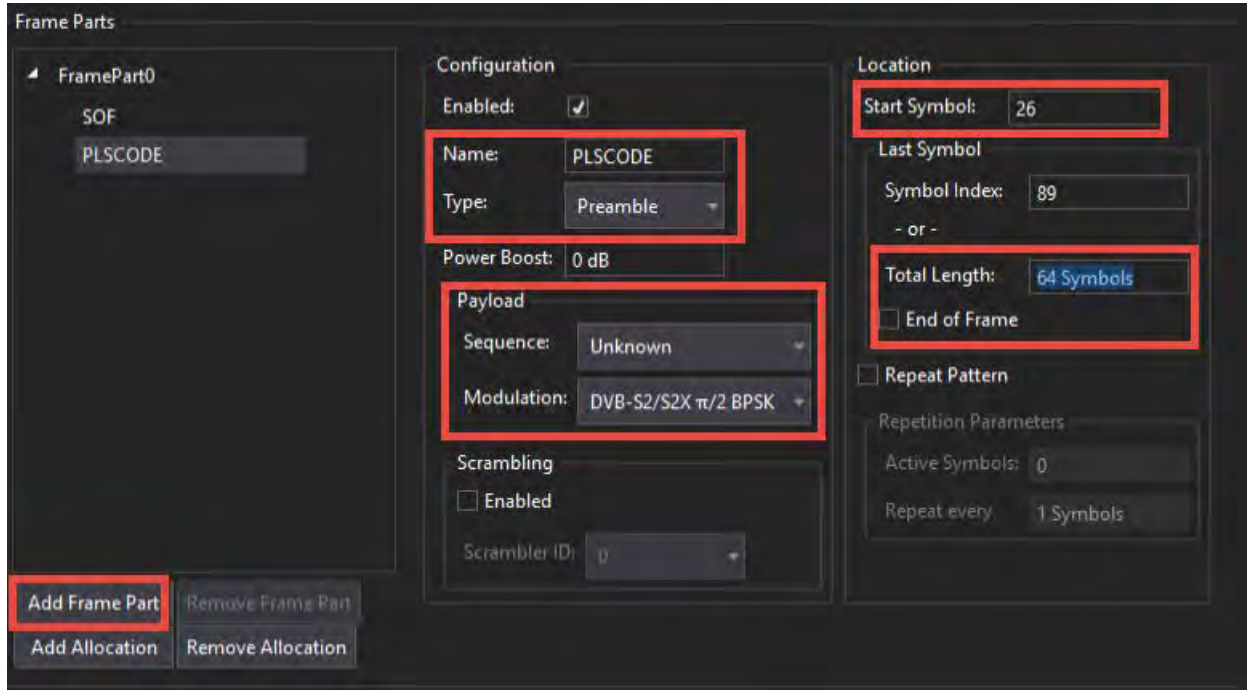 Frame Parts
FramePart0
SOF
PLSCODE
Configuration
Enabled:
Name: PLSCODE
Type: Preamble
Power Boost: 0 dB
Payload
Sequence: Unknown
Modulation: DVB-S2/S2X π/2 BPSK
Scrambling
Enabled
Scrambler ID: 0
Location
Start Symbol: 26
Last Symbol
Symbol Index: 89
- or -
Total Length: 64 Symbols
End of Frame
Repeat Pattern
Repetition Parameters
Active Symbols: 0
Repeat every 1 Symbols
Add Frame Part Remove Frame Part
Add Allocation Remove Allocation